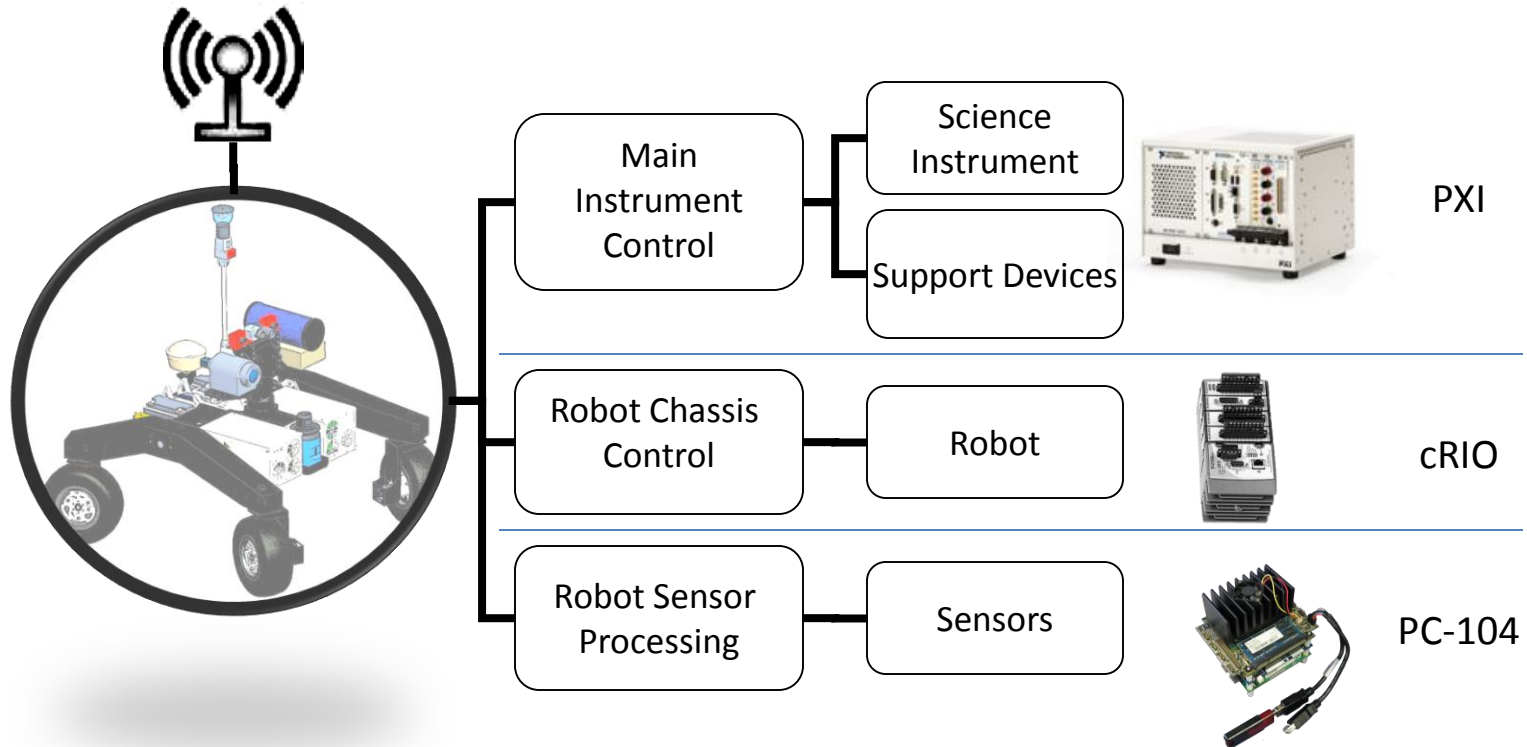 Main
Instrument
Control
Science
Instrument
Support Devices
PXI
Robot Chassis
Control
Robot
cRIO
Robot Sensor
Processing
Sensors
PC-104